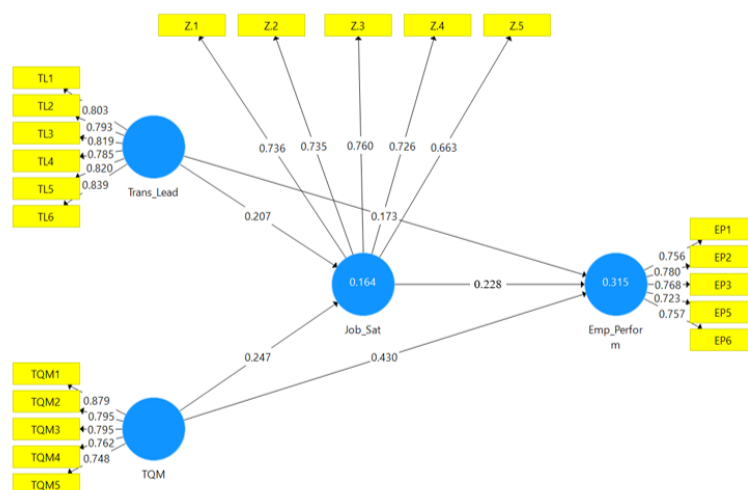 Z.1 Z.2 Z.3 Z.4 Z.5
TL1
TL2
TL3
TL4
TL5
TL6
0.803
0.793
0.819
0.785
0.820
0.839
Trans_Lead
0.736
0.735
0.760
0.726
0.663
0.207
0.173
0.164
Job_Sat
0.228
0.315
Emp_Perfor
m
EP1
EP2
EP3
EP5
EP6
0.756
0.780
0.768
0.723
0.757
0.247
0.430
TQM1
TQM2
TQM3
TQM4
TQM5
0.879
0.795
0.795
0.762
0.748
TQM